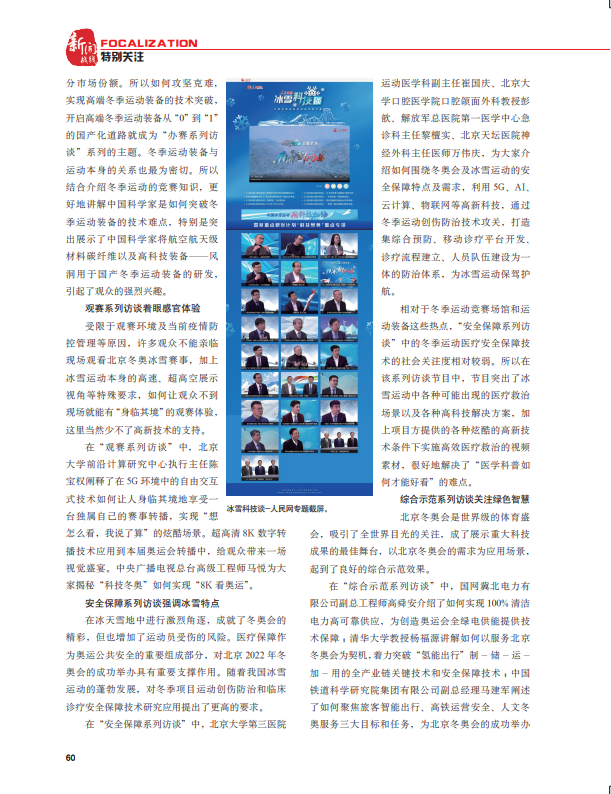 新闻
战线
FOCALIZATION
特别关注
分市场份额。所以如何攻坚克难，
实现高端冬季运动装备的技术突破，
开启高端冬季运动装备从“0”到“1”
的国产化道路就成为“办赛系列访
谈”系列的主题。冬季运动装备与
运动本身的关系也最为密切。所以
结合介绍冬季运动的竞赛知识，更
好地讲解中国科学家是如何突破冬
季运动装备的技术难点，特别是突
出展示了中国科学家将航空航天级
材料碳纤维以及高科技装备——风
洞用于国产冬季运动装备的研发，
引起了观众的强烈兴趣。
观赛系列访谈着眼感官体验
受限于观赛环境及当前疫情防
控管理等原因，许多观众不能亲临
现场观看北京冬奥冰雪赛事，加上
冰雪运动本身的高速、超高空展示
视角等特殊要求，如何让观众不到
现场就能有“身临其境”的观赛体验，
这里当然少不了高新技术的支持。
在“观赛系列访谈”中，北京
大学前沿计算研究中心执行主任陈
宝权阐释了在 5G 环境中的自由交互
式技术如何让人身临其境地享受一
台独属自己的赛事转播，实现“想
怎么看，我说了算”的炫酷场景。超高清 8K 数字转
播技术应用到本届奥运会转播中，给观众带来一场
视觉盛宴。中央广播电视总台高级工程师马悦为大
家揭秘“科技冬奥”如何实现“8K 看奥运”。
安全保障系列访谈强调冰雪特点
在冰天雪地中进行激烈角逐，成就了冬奥会的
精彩，但也增加了运动员受伤的风险。医疗保障作
为奥运公共安全的重要组成部分，对北京 2022 年冬
奥会的成功举办具有重要支撑作用。随着我国冰雪
运动的蓬勃发展，对冬季项目运动创伤防治和临床
诊疗安全保障技术研究应用提出了更高的要求。
在“安全保障系列访谈”中，北京大学第三医院
冰雪科技谈
国家重点研发计划“科技冬奥”重点专项
冰雪科技谈—人民网专题截屏。
运动医学科副主任崔国庆、北京大
学口腔医学院口腔颌面外科教授彭
歆、解放军总医院第一医学中心急
诊科主任黎檀实、北京天坛医院神
经外科主任医师万伟庆，为大家介
绍如何围绕冬奥会及冰雪运动的安
全保障特点及需求，利用 5G、AI、
云计算、物联网等高新科技，通过
冬季运动创伤防治技术攻关，打造
集综合预防、移动诊疗平台开发、
诊疗流程建立、人员队伍建设为一
体的防治体系，为冰雪运动保驾护
航。
相对于冬季运动竞赛场馆和运
动装备这些热点，“安全保障系列访
谈”中的冬季运动医疗安全保障技
术的社会关注度相对较弱。所以在
该系列访谈节目中，节目突出了冰
雪运动中各种可能出现的医疗救治
场景以及各种高科技解决方案，加
上项目方提供的各种炫酷的高新技
术条件下实施高效医疗救治的视频
素材，很好地解决了“医学科普如
何才能好看”的难点。
综合示范系列访谈关注绿色智慧
北京冬奥会是世界级的体育盛
会，吸引了全世界目光的关注，成了展示重大科技
成果的最佳舞台，以北京冬奥会的需求为应用场景，
起到了良好的综合示范效果。
在“综合示范系列访谈”中，国网冀北电力有
限公司副总工程师高舜安介绍了如何实现 100% 清洁
电力高可靠供应，为创造奥运会全绿电供能提供技
术保障；清华大学教授杨福源讲解如何以服务北京
冬奥会为契机，着力突破“氢能出行”制－储－运－
加－用的全产业链关键技术和安全保障技术；中国
铁道科学研究院集团有限公司副总经理马建军阐述
了如何聚焦旅客智能出行、高铁运营安全、人文冬
奥服务三大目标和任务，为北京冬奥会的成功举办
60